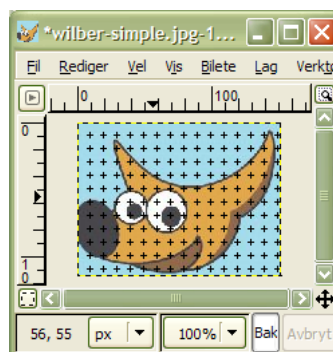 *wilber-simple.jpg-1...
Fil Rediger Vel Vis Bilete Lag Verkt
0 100
0
10
56, 55 px 100% Bak Avbryt